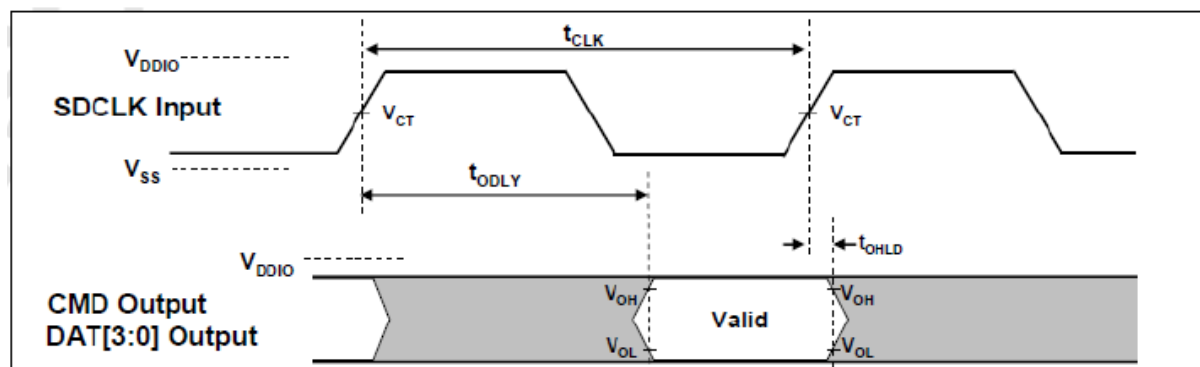 tCLK
VDDIO
SDCLK Input
VCT
VCT
VSS
tODLY
tOHLD
VDDIO
CMD Output
DAT[3:0] Output
VOH
VOH
Valid
VOL
VOL